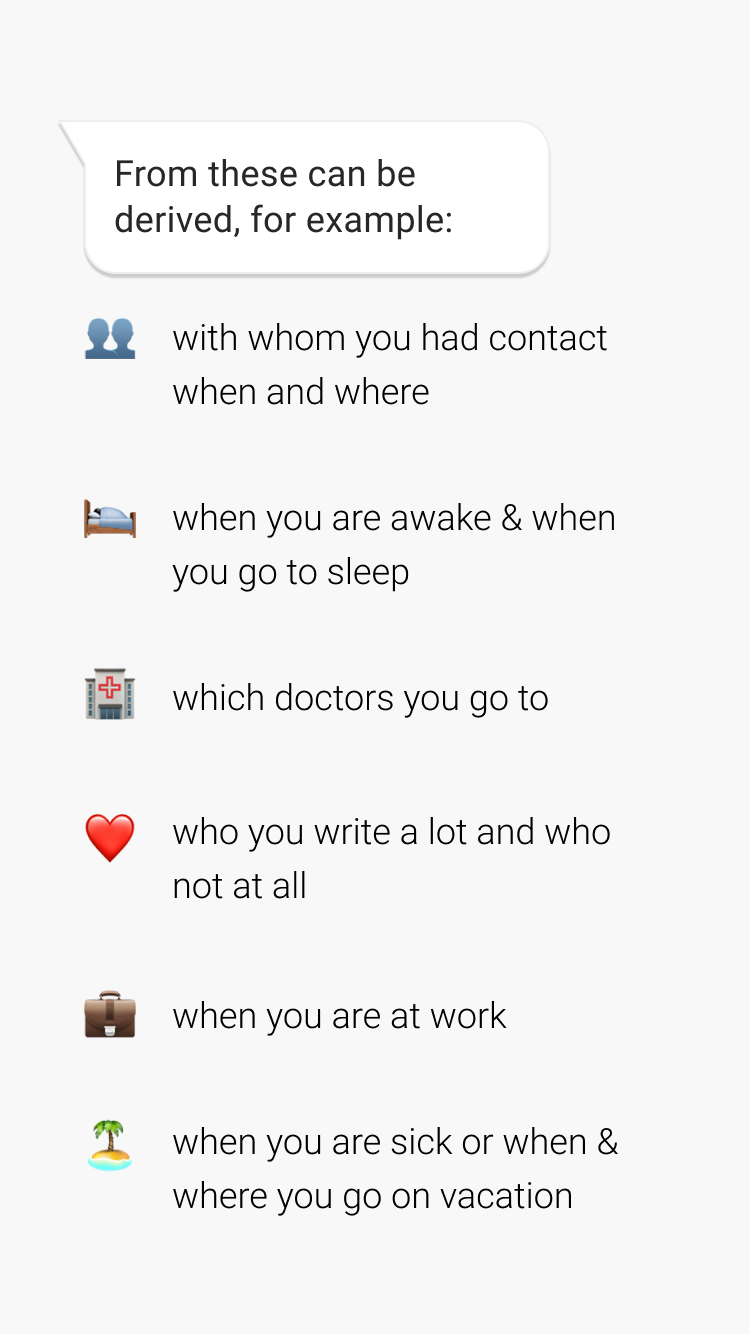 From these can be
derived, for example:
with whom you had contact
when and where
when you are awake & when
you go to sleep
which doctors you go to
who you write a lot and who
not at all
when you are at work
when you are sick or when &
where you go on vacation